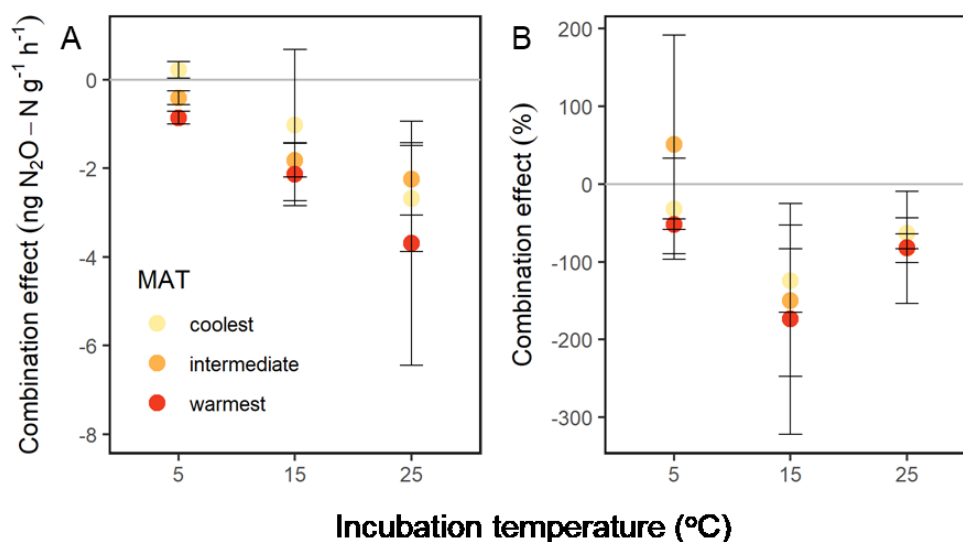 A
Combination effect (ng N₂O − N g⁻¹ h⁻¹)
0
-2
-4
-6
-8
MAT
coolest
intermediate
warmest
5
15
25
B
Combination effect (%)
200
100
0
-100
-200
-300
5
15
25
Incubation temperature (°C)